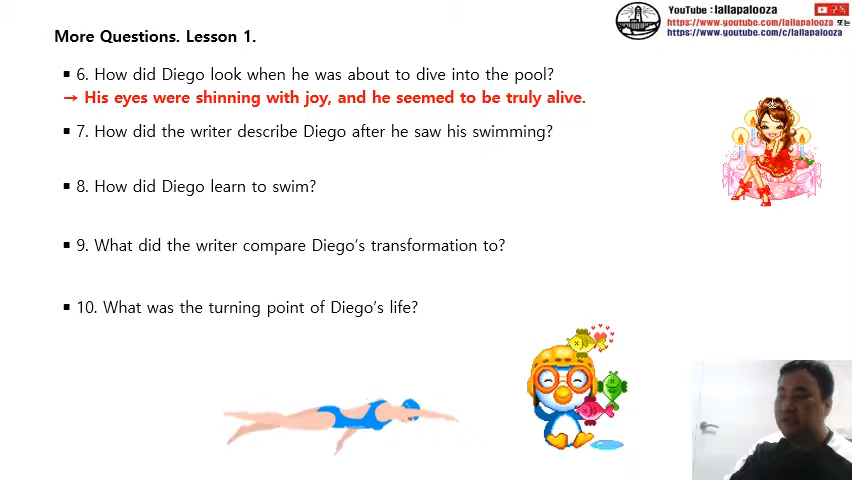 YouTube : lallapalooza 구독
https://www.youtube.com/lallapalooza 또는
https://www.youtube.com/c/lallapalooza
More Questions. Lesson 1.
▪ 6. How did Diego look when he was about to dive into the pool?
→ His eyes were shinning with joy, and he seemed to be truly alive.
▪ 7. How did the writer describe Diego after he saw his swimming?
▪ 8. How did Diego learn to swim?
▪ 9. What did the writer compare Diego's transformation to?
▪ 10. What was the turning point of Diego's life?